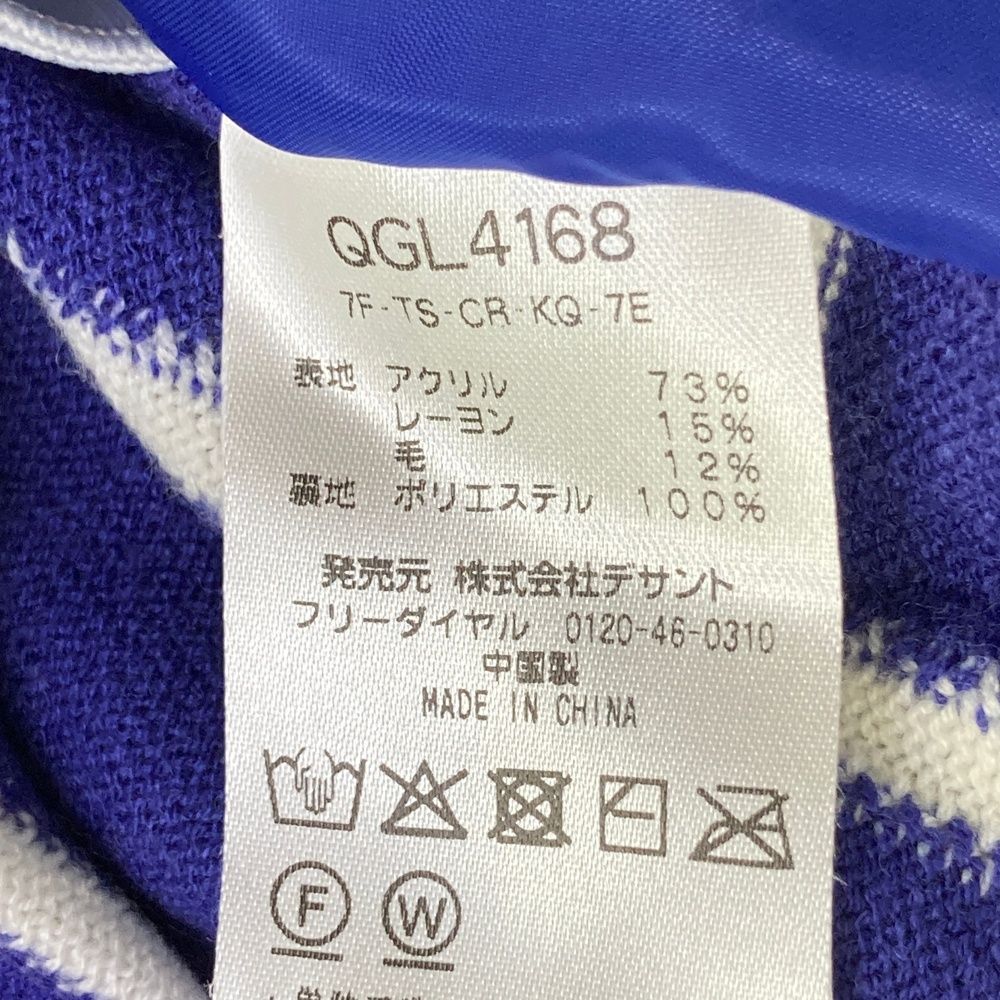 QGL4168
7F-TS-CR-KQ-7E
表地 アクリル 73%
レーヨン 15%
毛 12%
裏地 ポリエステル 100%
発売元 株式会社デサント
フリーダイヤル 0120-46-0310
中国製
MADE IN CHINA
F W